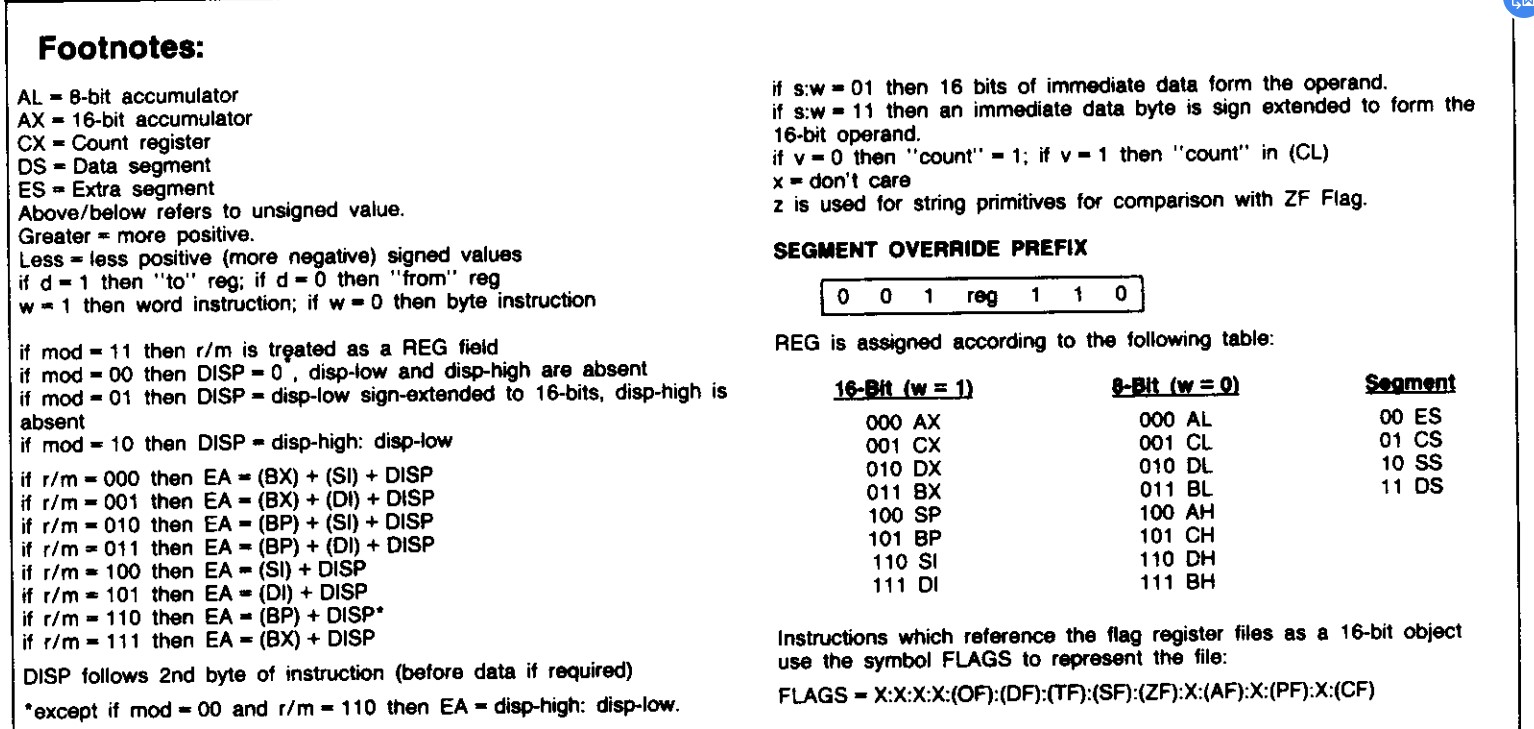 Footnotes:
AL = 8-bit accumulator
AX = 16-bit accumulator
CX = Count register
DS = Data segment
ES = Extra segment
Above/below refers to unsigned value.
Greater = more positive.
Less = less positive (more negative) signed values
if d = 1 then "to" reg; if d = 0 then "from" reg
w = 1 then word instruction; if w = 0 then byte instruction
if mod = 11 then r/m is treated as a REG field
if mod = 00 then DISP = 0*, disp-low and disp-high are absent
if mod = 01 then DISP = disp-low sign-extended to 16-bits, disp-high is
absent
if mod = 10 then DISP = disp-high: disp-low
if r/m = 000 then EA = (BX) + (SI) + DISP
if r/m = 001 then EA = (BX) + (DI) + DISP
if r/m = 010 then EA = (BP) + (SI) + DISP
if r/m = 011 then EA = (BP) + (DI) + DISP
if r/m = 100 then EA = (SI) + DISP
if r/m = 101 then EA = (DI) + DISP
if r/m = 110 then EA = (BP) + DISP*
if r/m = 111 then EA = (BX) + DISP
DISP follows 2nd byte of instruction (before data if required)
*except if mod = 00 and r/m = 110 then EA = disp-high: disp-low.
if s:w = 01 then 16 bits of immediate data form the operand.
if s:w = 11 then an immediate data byte is sign extended to form the
16-bit operand.
if v = 0 then "count" = 1; if v = 1 then "count" in (CL)
x = don't care
z is used for string primitives for comparison with ZF Flag.
SEGMENT OVERRIDE PREFIX
0 0 1 reg 1 1 0
REG is assigned according to the following table:
16-Bit (w = 1) 8-Bit (w = 0) Segment
000 AX 000 AL 00 ES
001 CX 001 CL 01 CS
010 DX 010 DL 10 SS
011 BX 011 BL 11 DS
100 SP 100 AH
101 BP 101 CH
110 SI 110 DH
111 DI 111 BH
Instructions which reference the flag register files as a 16-bit object
use the symbol FLAGS to represent the file:
FLAGS = X:X:X:X:(OF):(DF):(TF):(SF):(ZF):X:(AF):X:(PF):X:(CF)